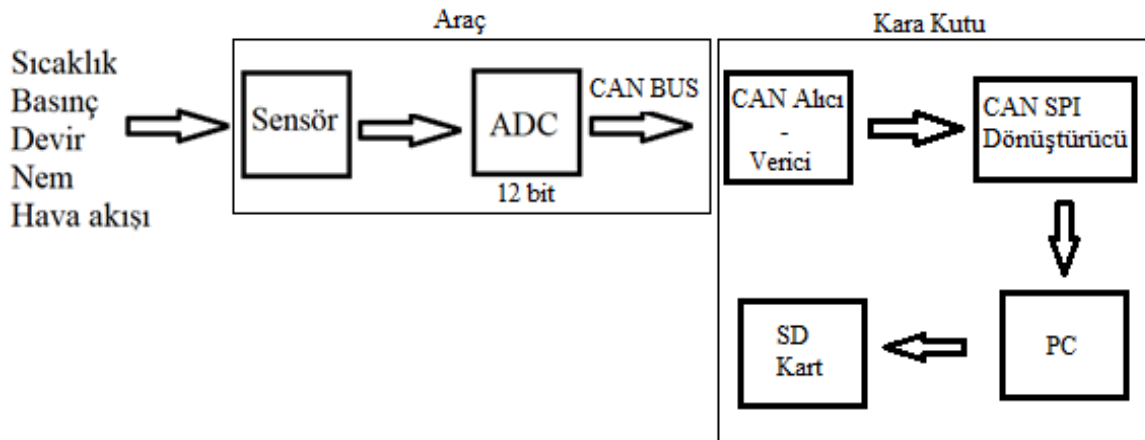 Araç
Kara Kutu
Sıcaklık
Basınç
Devir
Nem
Hava akışı
Sensör
ADC
12 bit
CAN BUS
CAN Alıcı
-
Verici
CAN SPI
Dönüştürücü
PC
SD
Kart